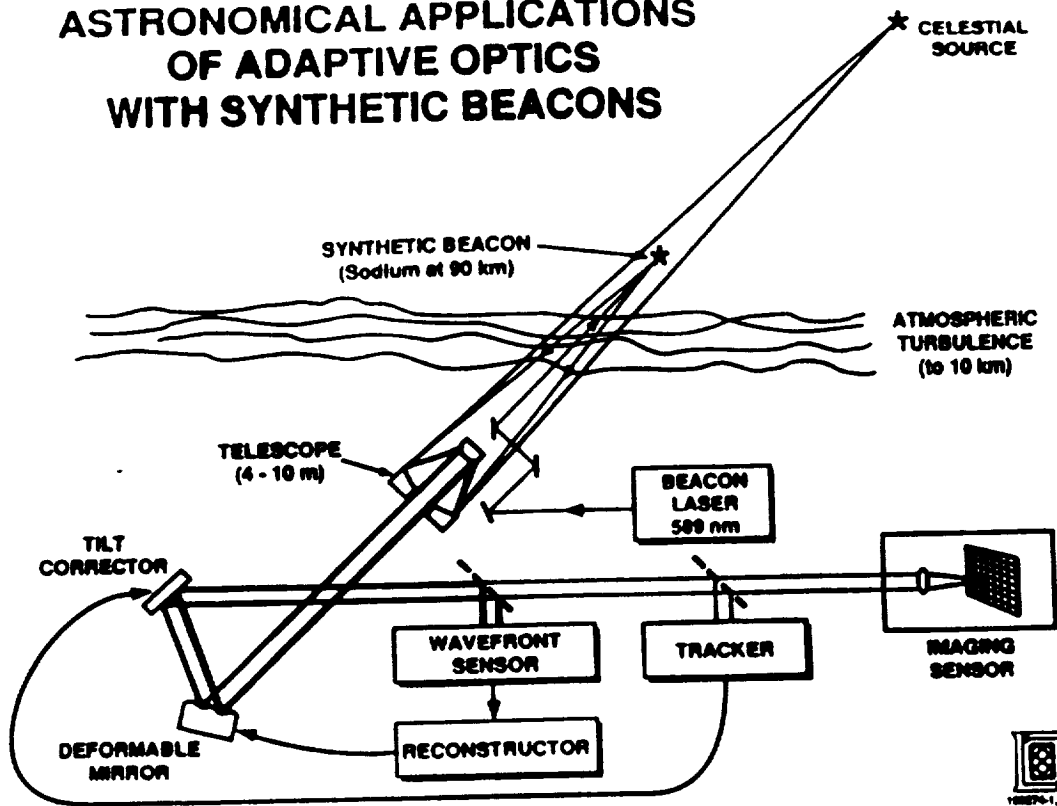 ASTRONOMICAL APPLICATIONS
OF ADAPTIVE OPTICS
WITH SYNTHETIC BEACONS
CELESTIAL
SOURCE
SYNTHETIC BEACON
(Sodium at 90 km)
ATMOSPHERIC
TURBULENCE
(to 10 km)
TELESCOPE
(4 - 10 m)
BEACON
LASER
589 nm
TILT
CORRECTOR
WAVEFRONT
SENSOR
TRACKER
IMAGING
SENSOR
RECONSTRUCTOR
DEFORMABLE
MIRROR